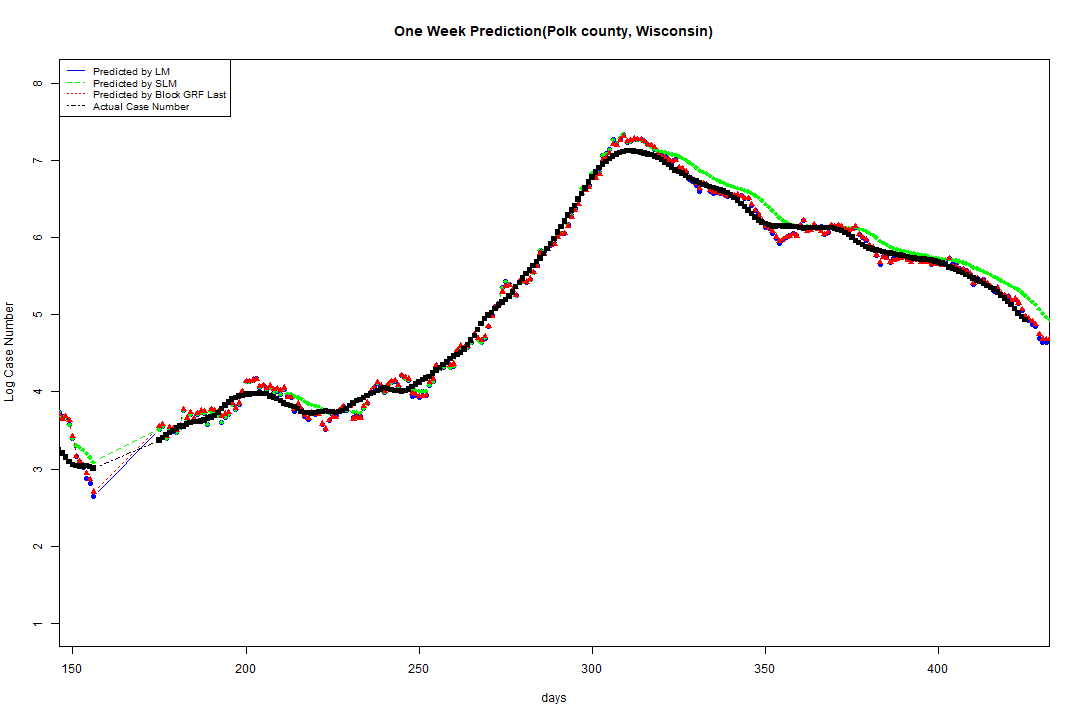 One Week Prediction(Polk county, Wisconsin)
Predicted by LM
Predicted by SLM
Predicted by Block GRF Last
Actual Case Number
8
7
6
5
4
3
2
1
Log Case Number
150 200 250 300 350 400
days